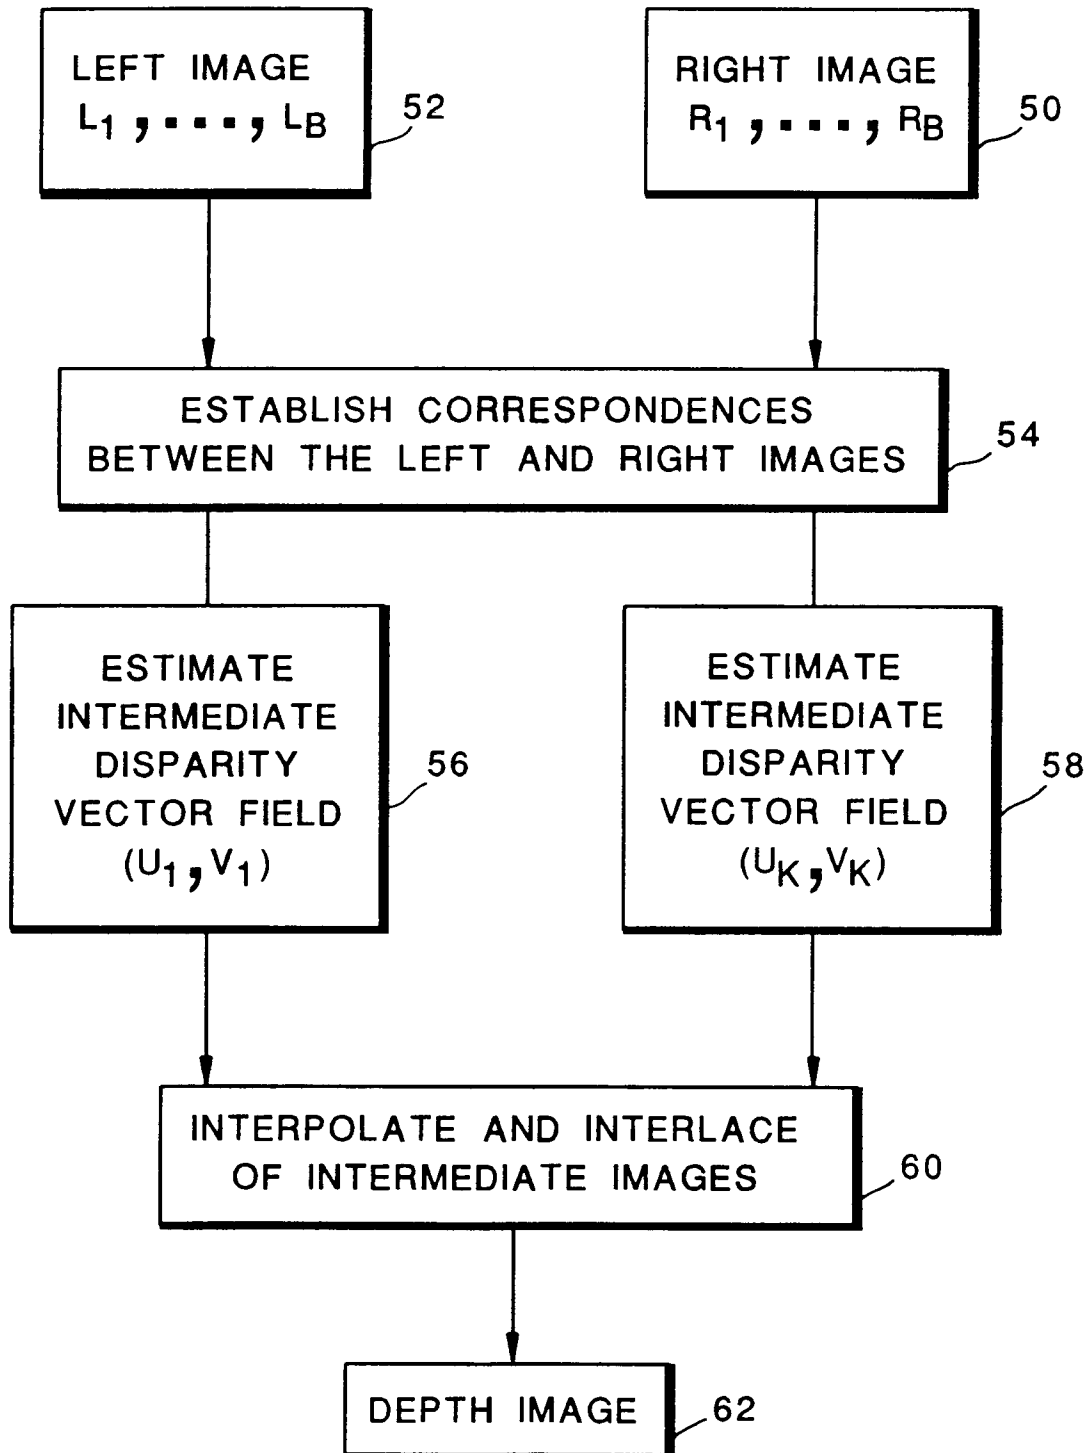 LEFT IMAGE
L1 ,..., LB
52
RIGHT IMAGE
R1 ,..., RB
50
ESTABLISH CORRESPONDENCES
BETWEEN THE LEFT AND RIGHT IMAGES
54
ESTIMATE
INTERMEDIATE
DISPARITY
VECTOR FIELD
(U1,V1)
56
ESTIMATE
INTERMEDIATE
DISPARITY
VECTOR FIELD
(UK,VK)
58
INTERPOLATE AND INTERLACE
OF INTERMEDIATE IMAGES
60
DEPTH IMAGE
62